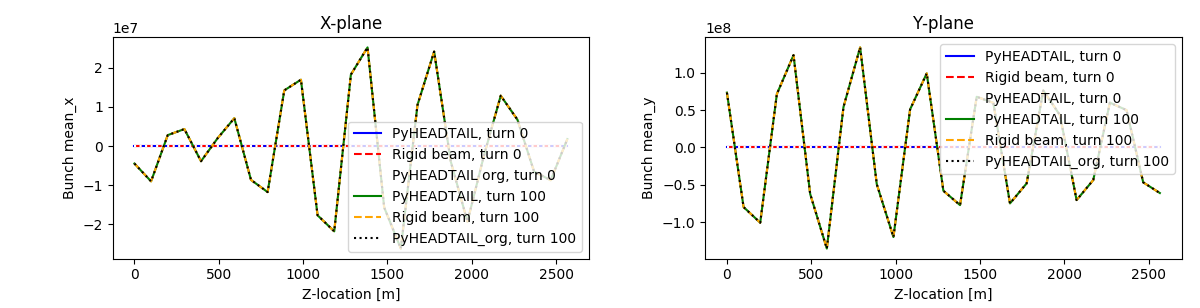 X-plane
1e7
2
1
0
−1
−2
Bunch mean_x
0
500
1000
1500
2000
2500
Z-location [m]
PyHEADTAIL, turn 0
Rigid beam, turn 0
PyHEADTAIL_org, turn 0
PyHEADTAIL, turn 100
Rigid beam, turn 100
PyHEADTAIL_org, turn 100
Y-plane
1e8
1.0
0.5
0.0
−0.5
−1.0
Bunch mean_y
0
500
1000
1500
2000
2500
Z-location [m]
PyHEADTAIL, turn 0
Rigid beam, turn 0
PyHEADTAIL_org, turn 0
PyHEADTAIL, turn 100
Rigid beam, turn 100
PyHEADTAIL_org, turn 100